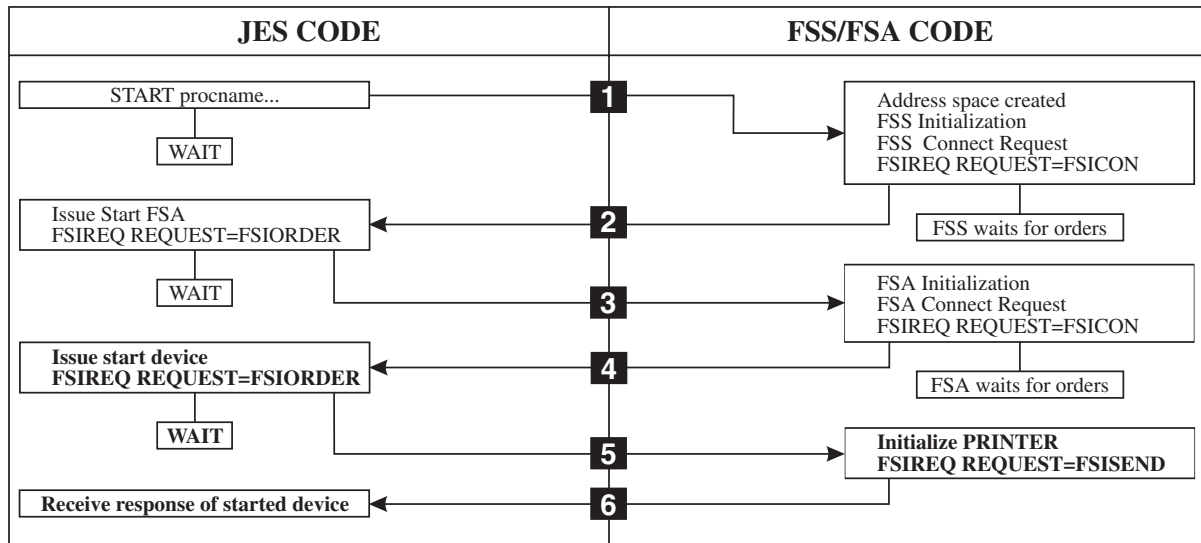 JES CODE
FSS/FSA CODE
START procname...
1
Address space created
FSS Initialization
FSS Connect Request
FSIREQ REQUEST=FSICON
WAIT
Issue Start FSA
FSIREQ REQUEST=FSIORDER
2
FSS waits for orders
WAIT
3
FSA Initialization
FSA Connect Request
FSIREQ REQUEST=FSICON
Issue start device
FSIREQ REQUEST=FSIORDER
4
FSA waits for orders
WAIT
5
Initialize PRINTER
FSIREQ REQUEST=FSISEND
Receive response of started device
6